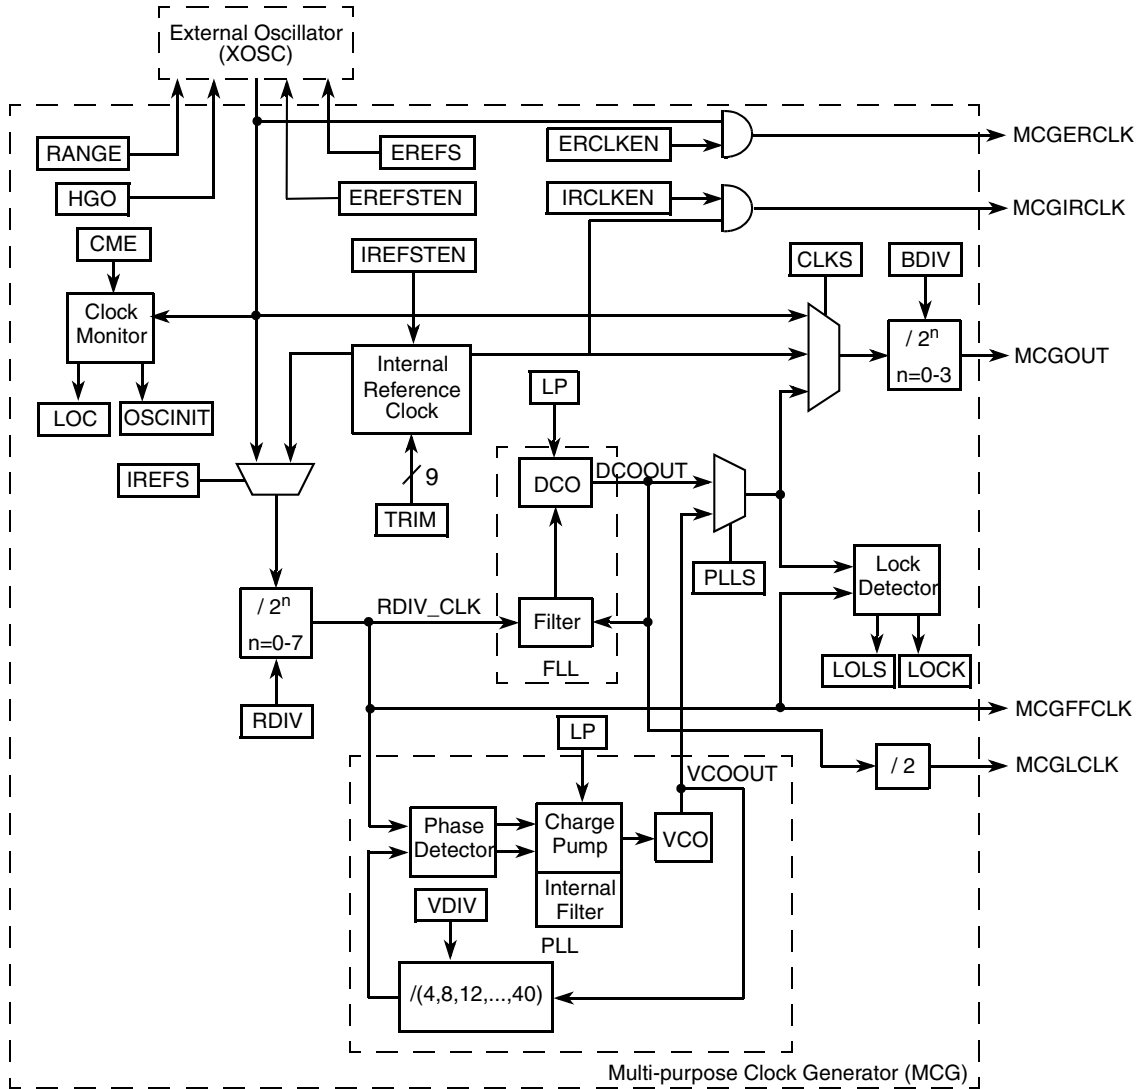 External Oscillator
(XOSC)
RANGE
EREFS
ERCLKEN
MCGERCLK
HGO
EREFSTEN
IRCLKEN
MCGIRCLK
CME
IREFSTEN
CLKS
BDIV
Clock
Monitor
/ 2n
n=0-3
MCGOUT
Internal
Reference
Clock
LP
LOC
OSCINIT
IREFS
9
TRIM
DCO
DCOOUT
PLLS
Lock
Detector
/ 2n
n=0-7
RDIV_CLK
Filter
FLL
LOLS
LOCK
RDIV
MCGFFCLK
LP
/ 2
MCGLCLK
VCOOUT
Phase
Detector
Charge
Pump
VCO
Internal
Filter
VDIV
PLL
/(4,8,12,...,40)
Multi-purpose Clock Generator (MCG)